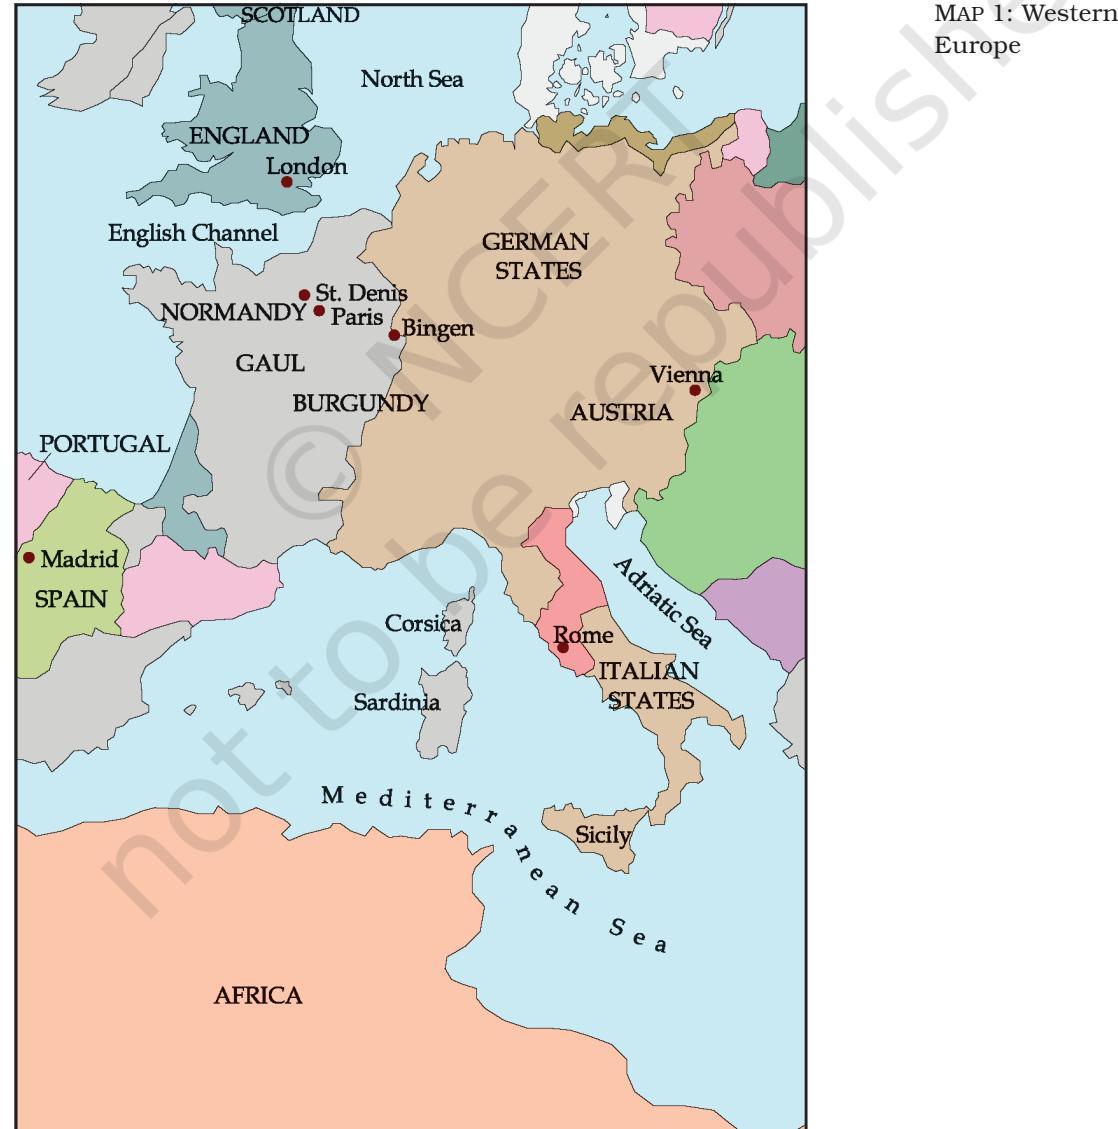 MAP 1: Western
Europe
SCOTLAND
North Sea
ENGLAND
London
English Channel
GERMAN
STATES
St. Denis
NORMANDY
Paris
Bingen
GAUL
Vienna
BURGUNDY
AUSTRIA
PORTUGAL
Madrid
SPAIN
Adriatic Sea
Corsica
Rome
ITALIAN
STATES
Sardinia
Mediterranean Sea
Sicily
AFRICA
© NCERT
not to be republishe